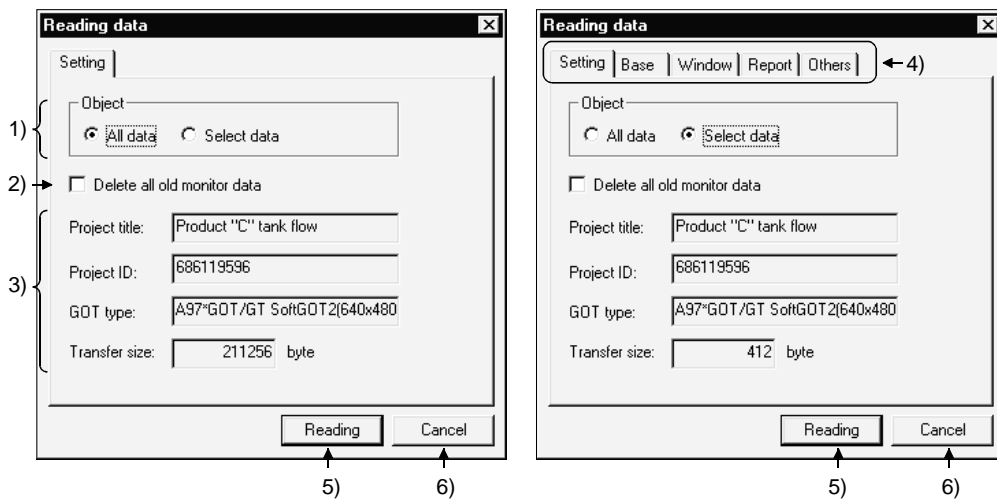 Reading data
Setting
1)
Object
All data Select data
2)
Delete all old monitor data
3)
Project title: Product "C" tank flow
Project ID: 686119596
GOT type: A97*GOT/GT SoftGOT2(640x480
Transfer size: 211256 byte
Reading Cancel
5) 6)
Reading data
Setting Base Window Report Others
4)
Object
All data Select data
Delete all old monitor data
Project title: Product "C" tank flow
Project ID: 686119596
GOT type: A97*GOT/GT SoftGOT2(640x480
Transfer size: 412 byte
Reading Cancel
5) 6)